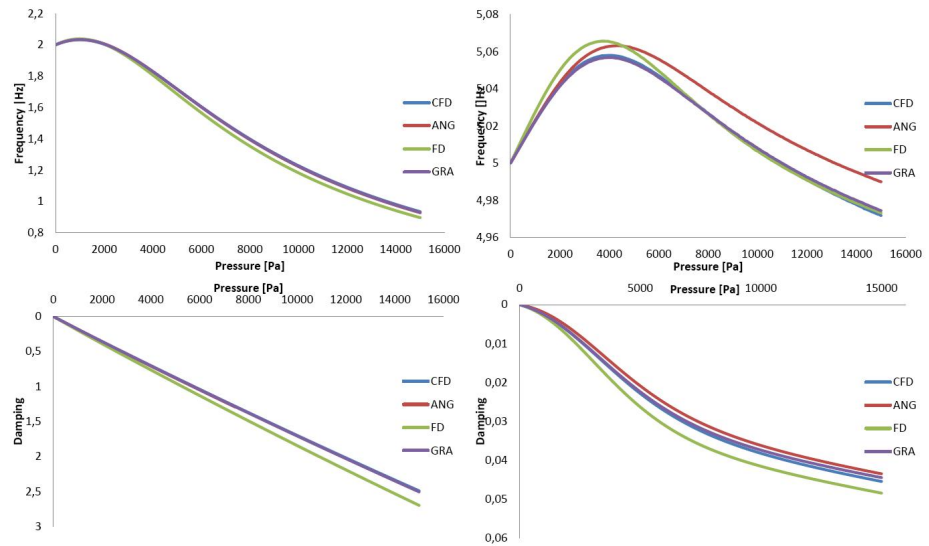 2,2
2
1,8
1,6
1,4
1,2
1
0,8
Frequency |Hz]
0 2000 4000 6000 8000 10000 12000 14000 16000
Pressure [Pa]
CFD
ANG
FD
GRA
5,08
5,06
5,04
5,02
5
4,98
4,96
Frequency []Hz
0 2000 4000 6000 8000 10000 12000 14000 16000
Pressure [Pa]
CFD
ANG
FD
GRA
Pressure [Pa]
0 2000 4000 6000 8000 10000 12000 14000 16000
0
0,5
1
1,5
2
2,5
3
Damping
CFD
ANG
FD
GRA
0 5000 Pressure [Pa] 10000 15000
0
0,01
0,02
0,03
0,04
0,05
0,06
Damping
CFD
ANG
FD
GRA